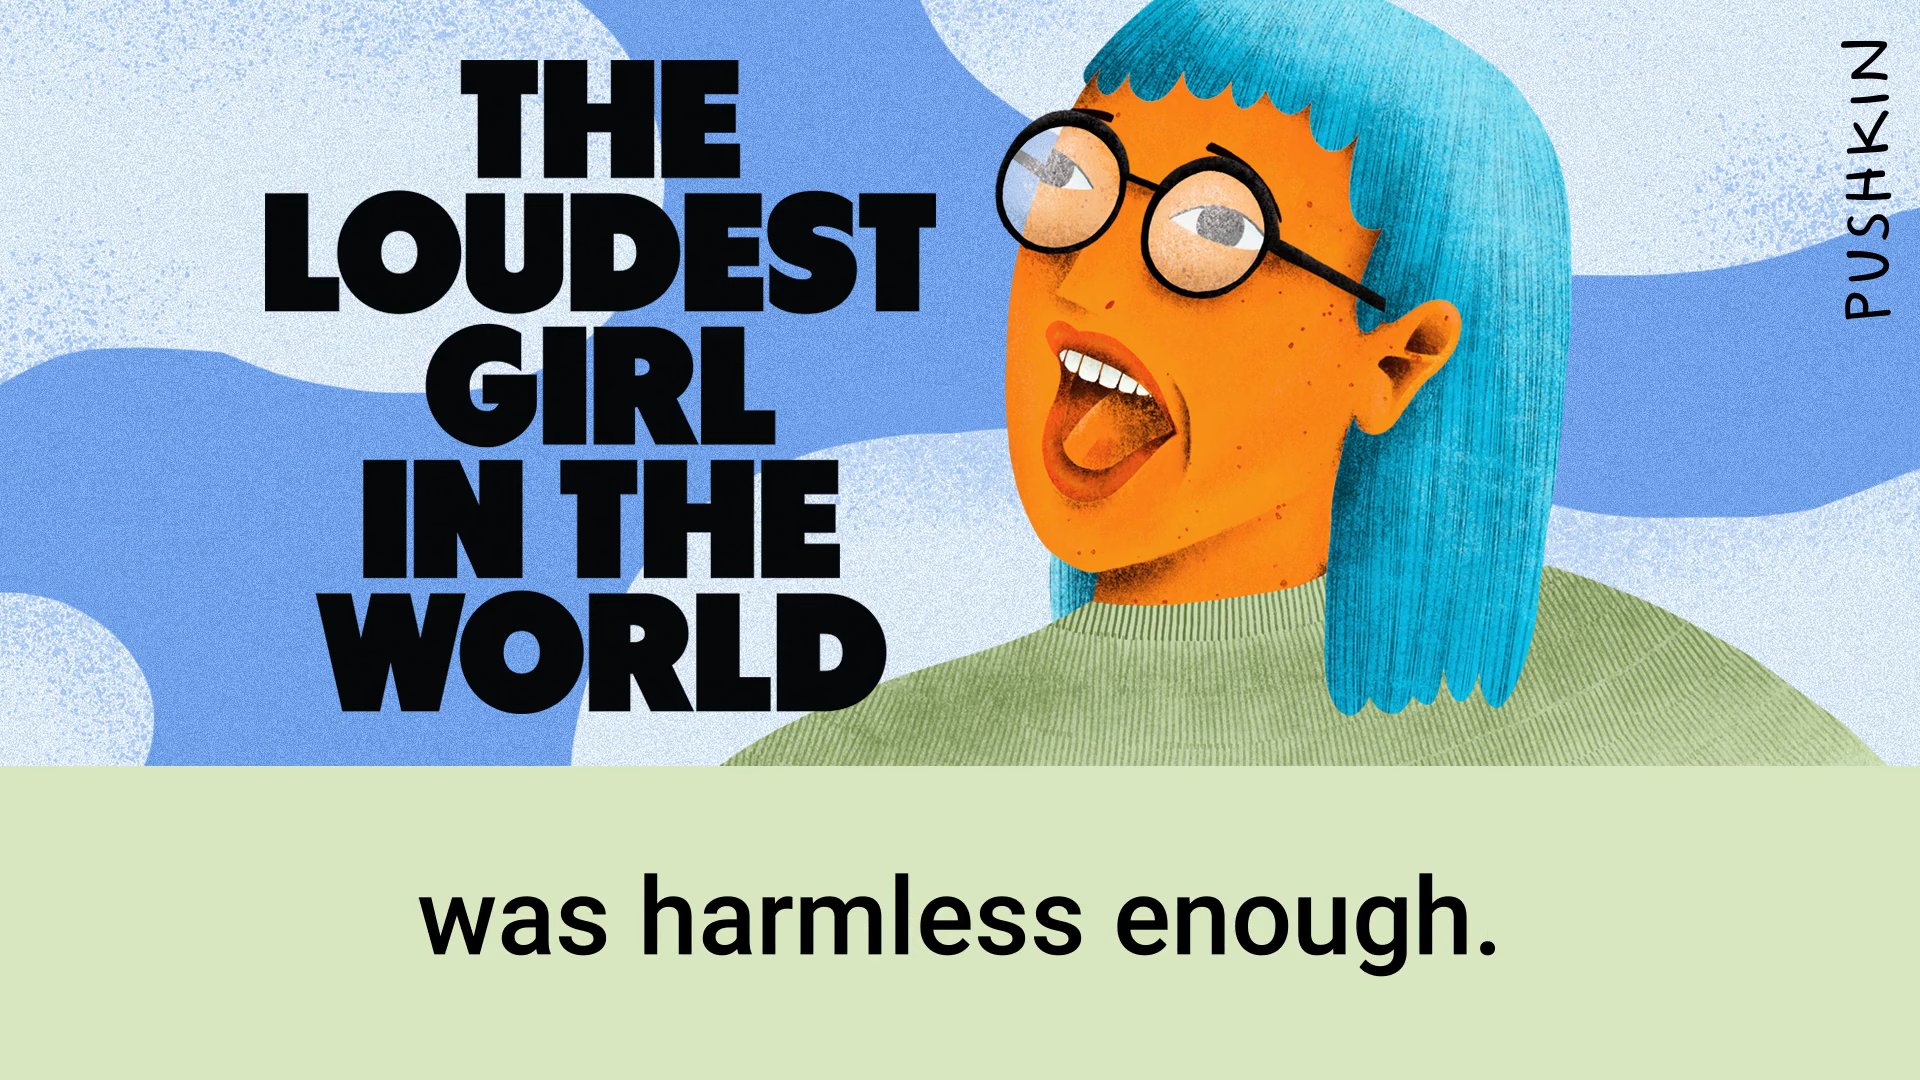 THE
LOUDEST
GIRL
IN THE
WORLD
PUSHKIN
was harmless enough.